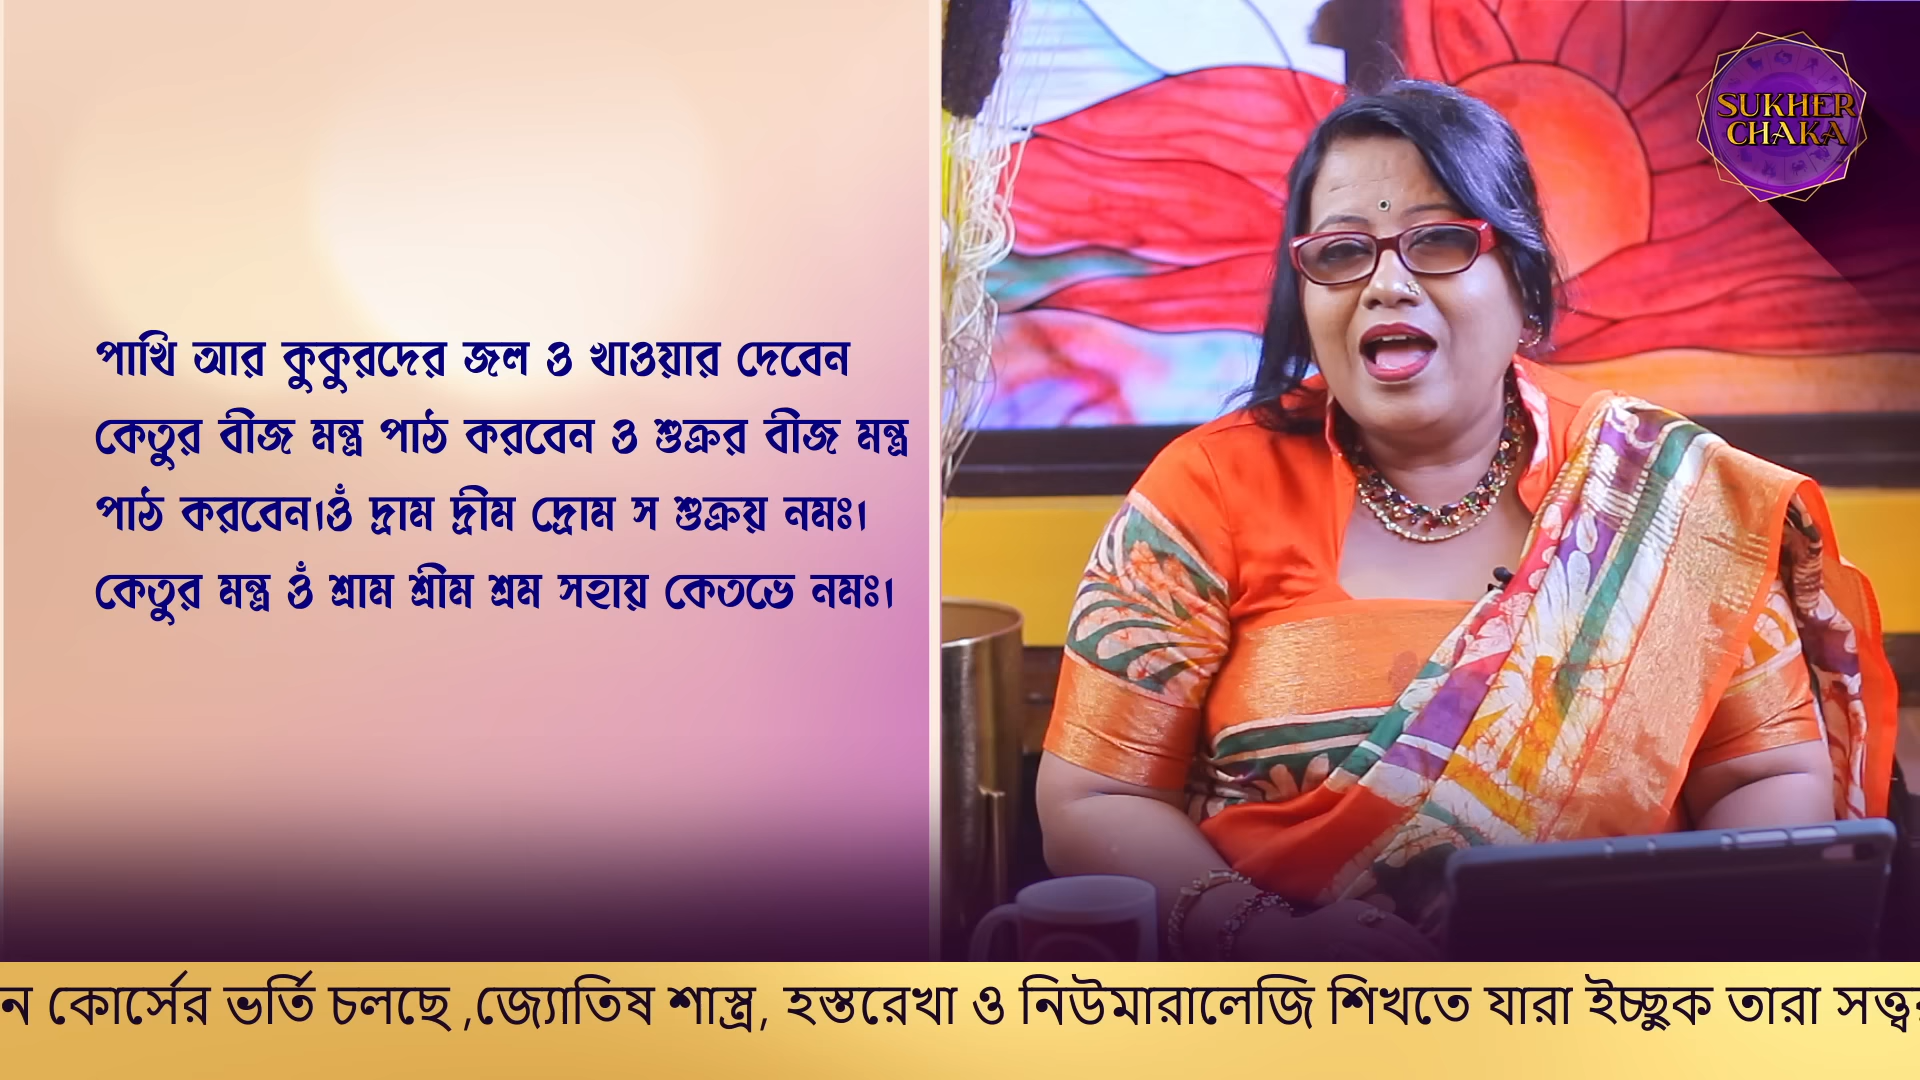 SUKHER
CHAKA
পাখি আর কুকুরদের জল ও খাওয়ার দেবেন
কেতুর বীজ মন্ত্র পাঠ করবেন ও শুক্রর বীজ মন্ত্র
পাঠ করবেন।ওঁ দ্রাম দ্রীম দ্রোম স শুক্রয় নমঃ।
কেতুর মন্ত্র ওঁ শ্রাম শ্রীম শ্রম সহায় কেতভে নমঃ।
কোর্সের ভর্তি চলছে ,জ্যোতিষ শাস্ত্র, হস্তরেখা ও নিউমারালেজি শিখতে যারা ইচ্ছুক তারা